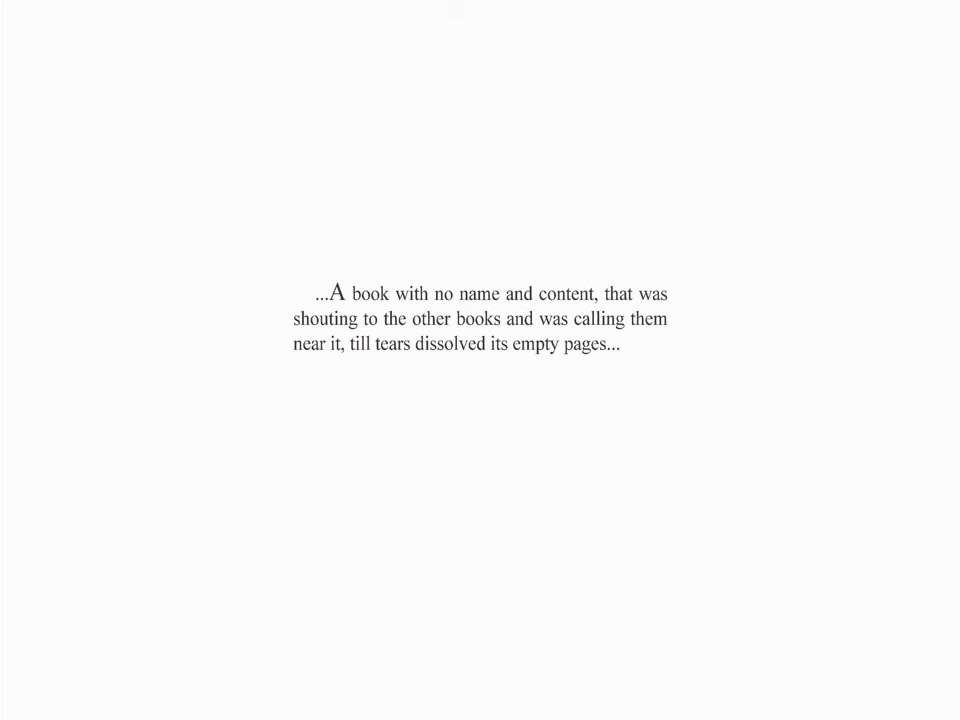 ...A book with no name and content, that was
shouting to the other books and was calling them
near it, till tears dissolved its empty pages...